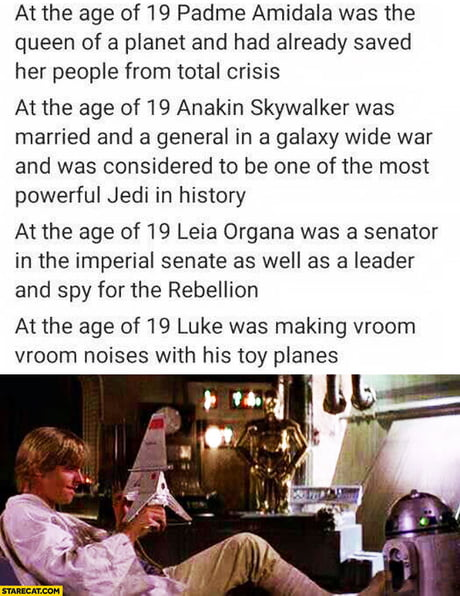 At the age of 19 Padme Amidala was the
queen of a planet and had already saved
her people from total crisis
At the age of 19 Anakin Skywalker was
married and a general in a galaxy wide war
and was considered to be one of the most
powerful Jedi in history
At the age of 19 Leia Organa was a senator
in the imperial senate as well as a leader
and spy for the Rebellion
At the age of 19 Luke was making vroom
vroom noises with his toy planes
STARECAT.COM